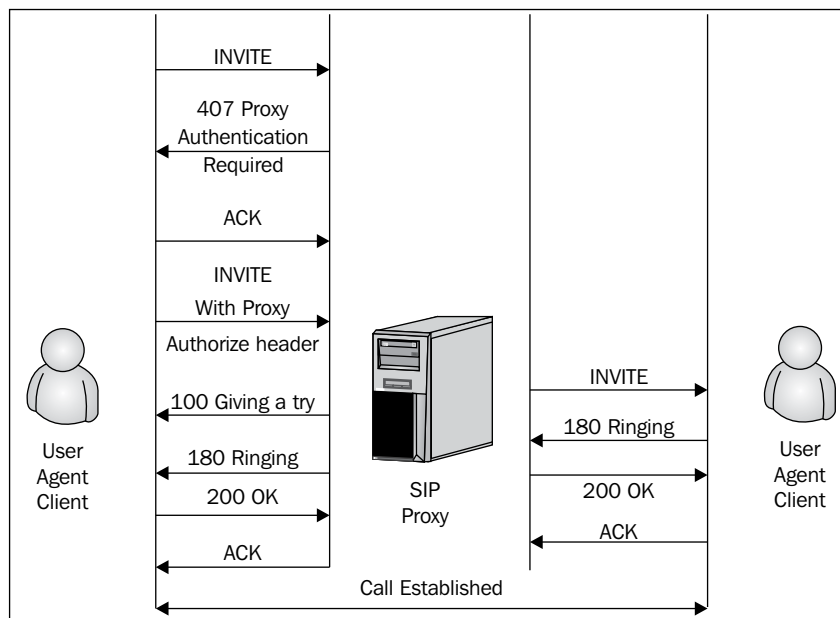 INVITE
407 Proxy
Authentication
Required
ACK
INVITE
With Proxy
Authorize header
100 Giving a try
180 Ringing
200 OK
ACK
User
Agent
Client
SIP
Proxy
INVITE
180 Ringing
200 OK
ACK
User
Agent
Client
Call Established